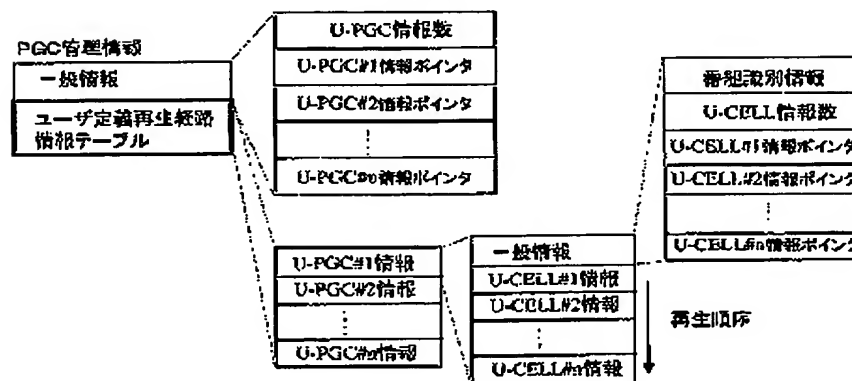 PGC管理情報
一般情報
ユーザ定義再生経路
情報テーブル
U-PGC情報数
U-PGC#1情報ポインタ
U-PGC#2情報ポインタ
⋮
U-PGC#n情報ポインタ
番組識別情報
U-CELL情報数
U-CELL#1情報ポインタ
U-CELL#2情報ポインタ
⋮
U-CELL#n情報ポインタ
U-PGC#1情報
U-PGC#2情報
⋮
U-PGC#n情報
一般情報
U-CELL#1情報
U-CELL#2情報
⋮
U-CELL#n情報
再生順序